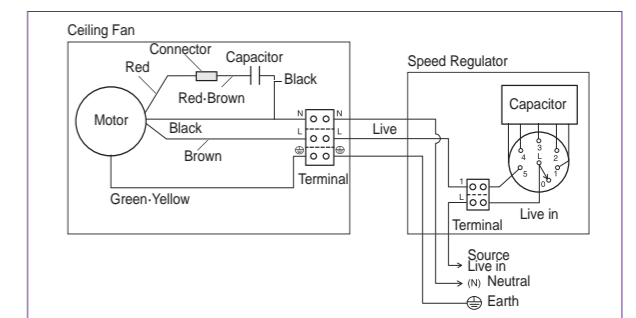 Ceiling Fan
Connector
Capacitor
Red
Black
Red-Brown
Motor
N
N
Black
L
L
Live
Brown
Terminal
Green-Yellow
Speed Regulator
Capacitor
3
4
L
2
5
0
1
1
L
Live in
Terminal
Source
Live in
(N) Neutral
Earth